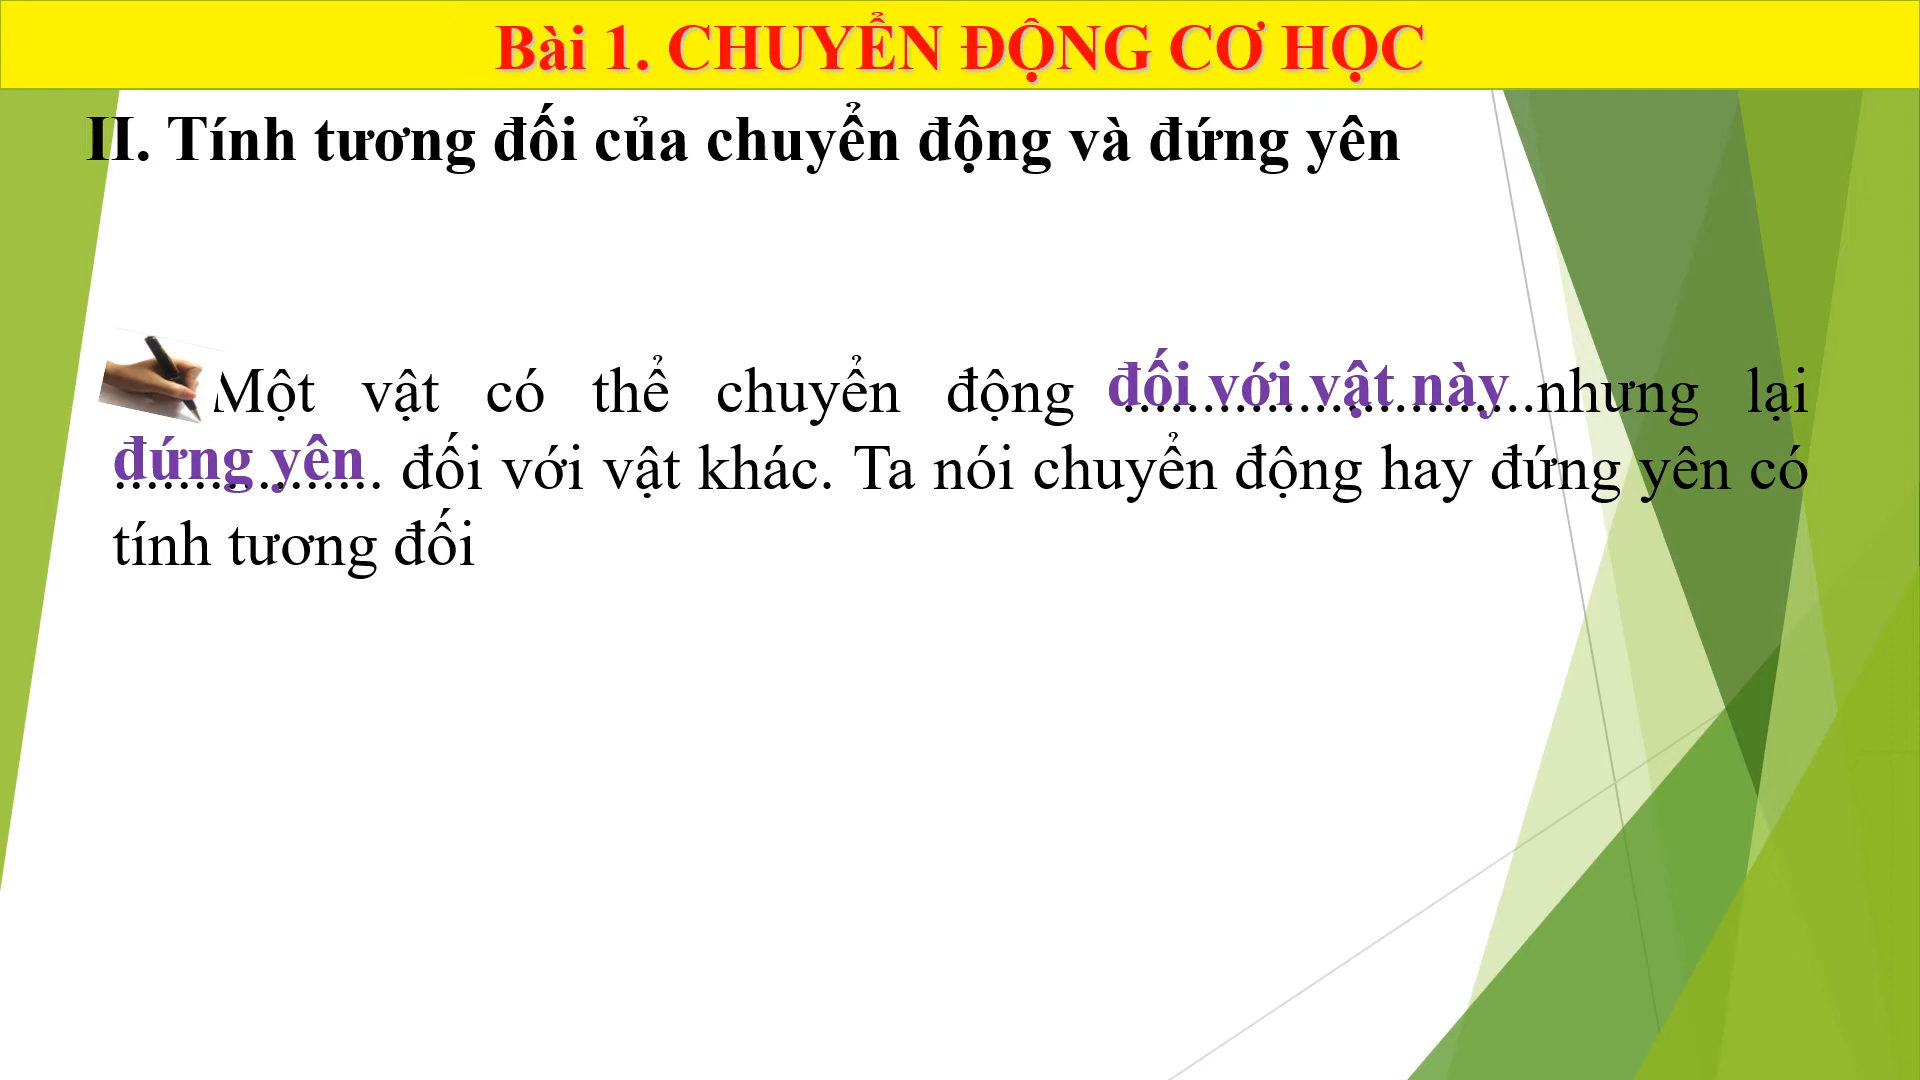 Bài 1. CHUYỂN ĐỘNG CƠ HỌC
II. Tính tương đối của chuyển động và đứng yên
Một vật có thể chuyển động đối với vật này nhưng lại
đứng yên đối với vật khác. Ta nói chuyển động hay đứng yên có
tính tương đối